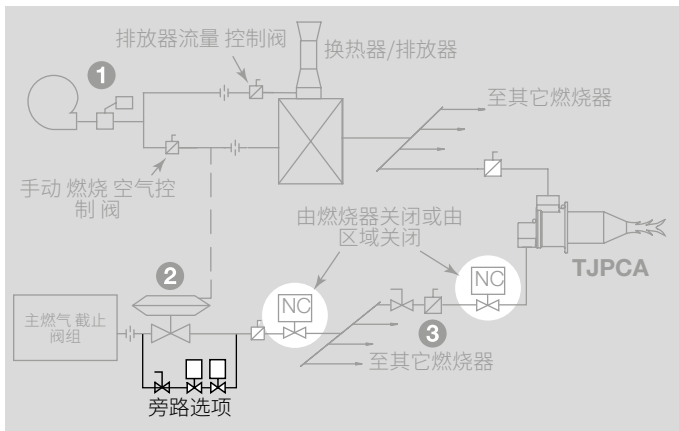 排放器流量 控制阀
换热器/排放器
1
至其它燃烧器
手动 燃烧 空气控
制 阀
由燃烧器关闭或由
区域关闭
TJPCA
2
NC
NC
主燃气 截止
阀组
3
至其它燃烧器
旁路选项